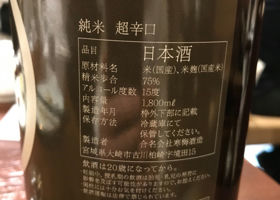 純米 超辛口
品目 日本酒
原材料名 米(国産)、米麹(国産米)
精米歩合 75%
アルコール度数 15度
内容量 1,800ml
製造年月 枠外下部に記載
保存方法 冷蔵庫にて
保管してください。
製造者 合名会社寒梅酒造
宮城県大崎市古川柏崎字境田15
飲酒は20歳になってから。